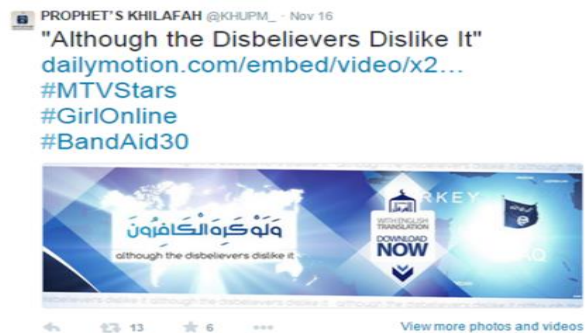 PROPHET'S KHILAFAH @KHUPM_ · Nov 16
"Although the Disbelievers Dislike It"
dailymotion.com/embed/video/x2...
#MTVStars
#GirlOnline
#BandAid30
RKEY
وَلَوْ كَرِهَ الْكَافِرُونَ
although the disbelievers dislike it
WITH ENGLISH
TRANSLATION
DOWNLOAD
NOW
13
6
View more photos and videos